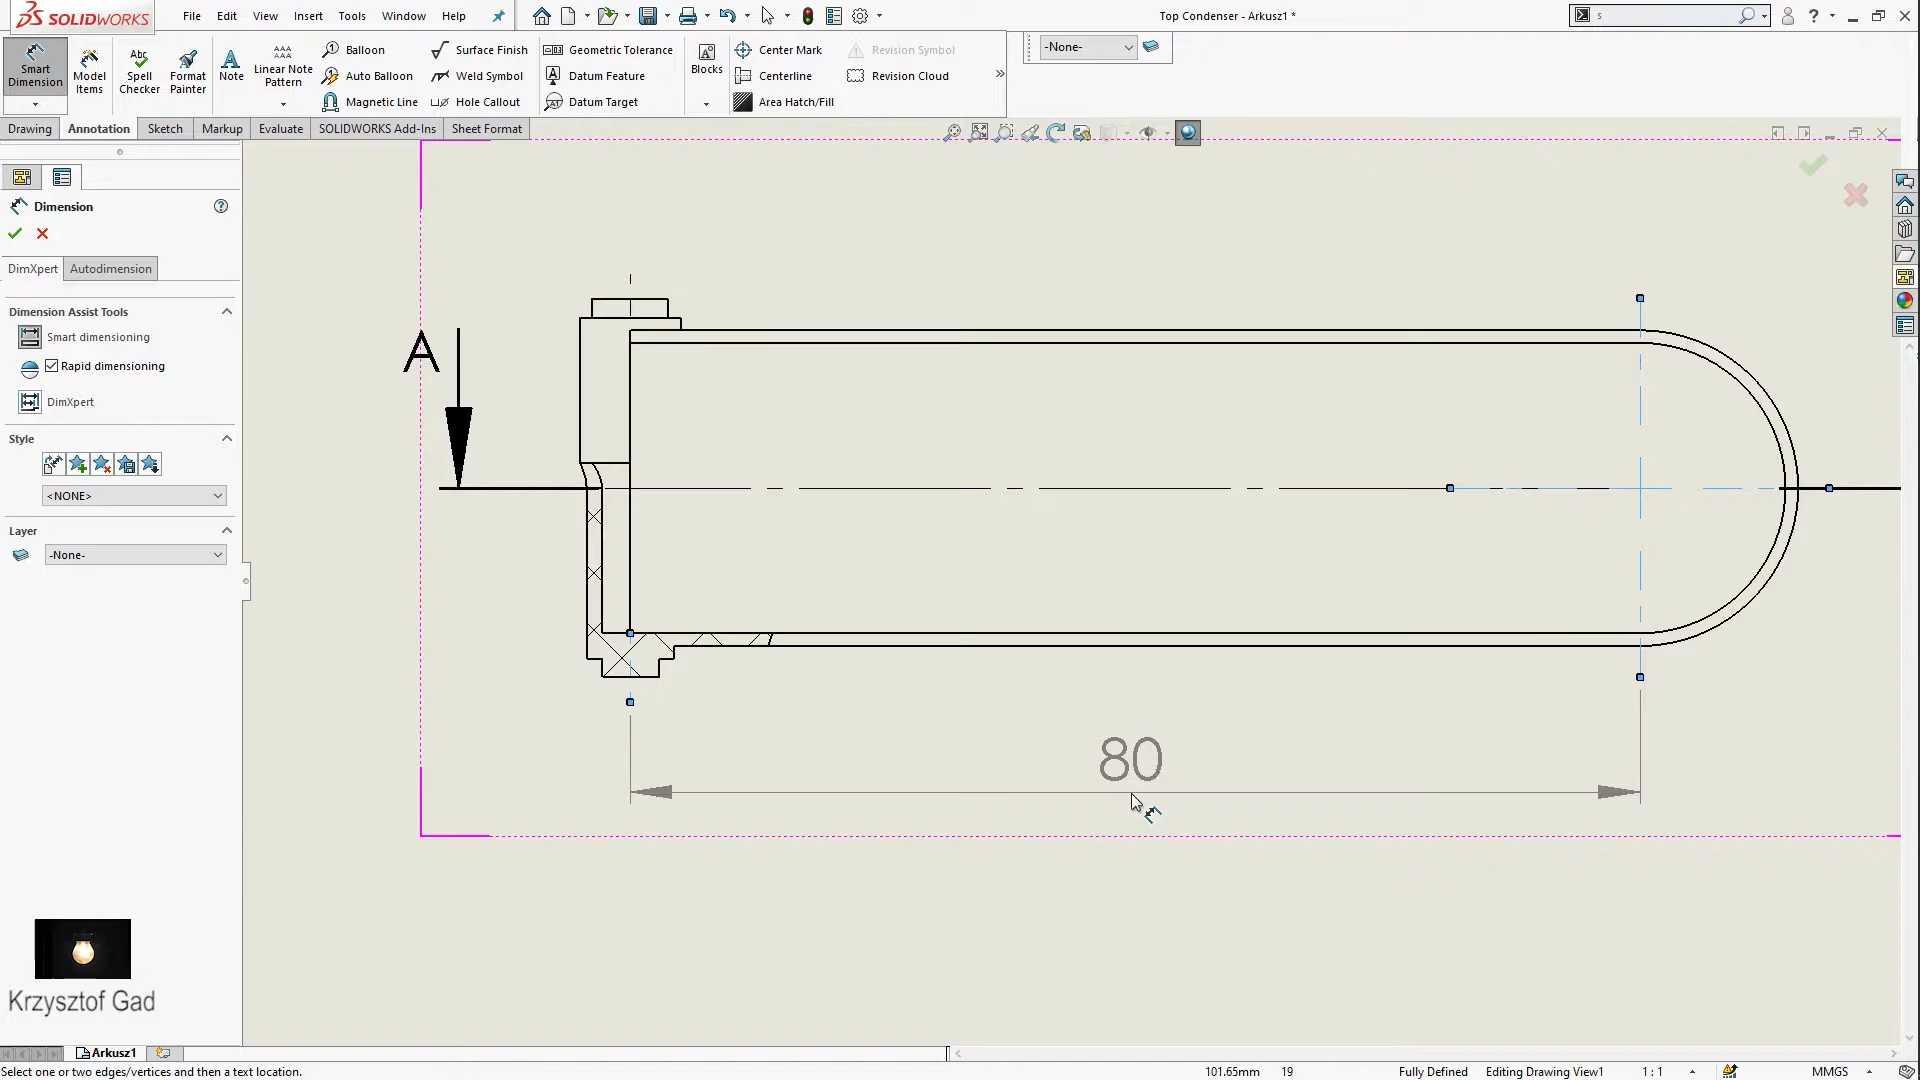 SOLIDWORKS
File Edit View Insert Tools Window Help
Top Condenser - Arkusz1 *
s
Smart Dimension
Model Items
Spell Checker
Format Painter
Note
Linear Note Pattern
Balloon
Auto Balloon
Magnetic Line
Surface Finish
Weld Symbol
Hole Callout
Geometric Tolerance
Datum Feature
Datum Target
Blocks
Center Mark
Centerline
Area Hatch/Fill
Revision Symbol
Revision Cloud
-None-
Drawing Annotation Sketch Markup Evaluate SOLIDWORKS Add-Ins Sheet Format
Dimension
DimXpert Autodimension
Dimension Assist Tools
Smart dimensioning
Rapid dimensioning
DimXpert
Style
<NONE>
Layer
-None-
A
80
Krzysztof Gad
Arkusz1
Select one or two edges/vertices and then a text location.
101.65mm 19 Fully Defined Editing Drawing View1 1 : 1 MMGS